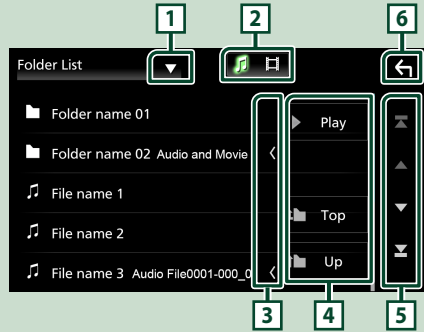 1 2 6
Folder List
Folder name 01
Play
Folder name 02 Audio and Movie
File name 1
File name 2
Top
File name 3 Audio File0001-000_0
Up
3 4 5